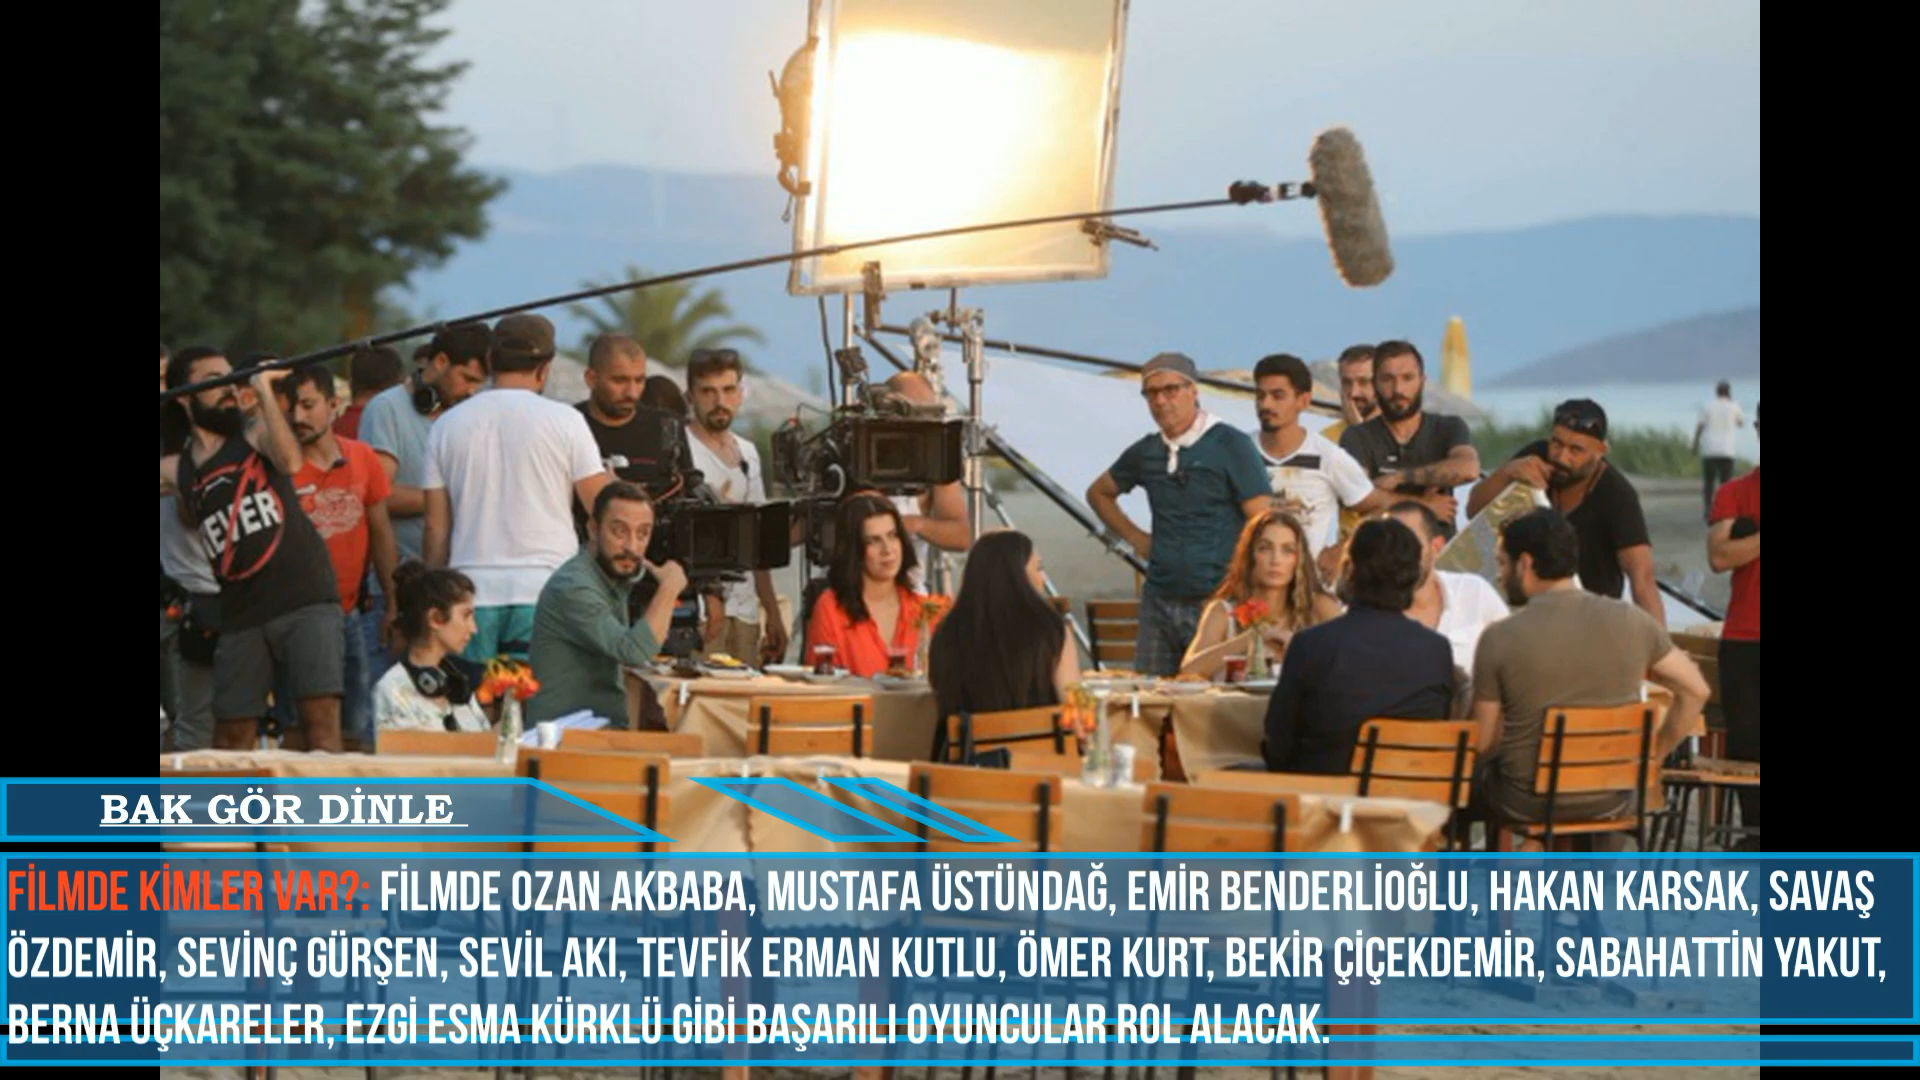 EVER
BAK GÖR DİNLE
FİLMDE KİMLER VAR?: FİLMDE OZAN AKBABA, MUSTAFA ÜSTÜNDAĞ, EMİR BENDERLİOĞLU, HAKAN KARSAK, SAVAŞ
ÖZDEMİR, SEVİNÇ GÜRŞEN, SEVİL AKI, TEVFİK ERMAN KUTLU, ÖMER KURT, BEKİR ÇİÇEKDEMİR, SABAHATTİN YAKUT,
BERNA ÜÇKARELER, EZGİ ESMA KÜRKLÜ GİBİ BAŞARILI OYUNCULAR ROL ALACAK.